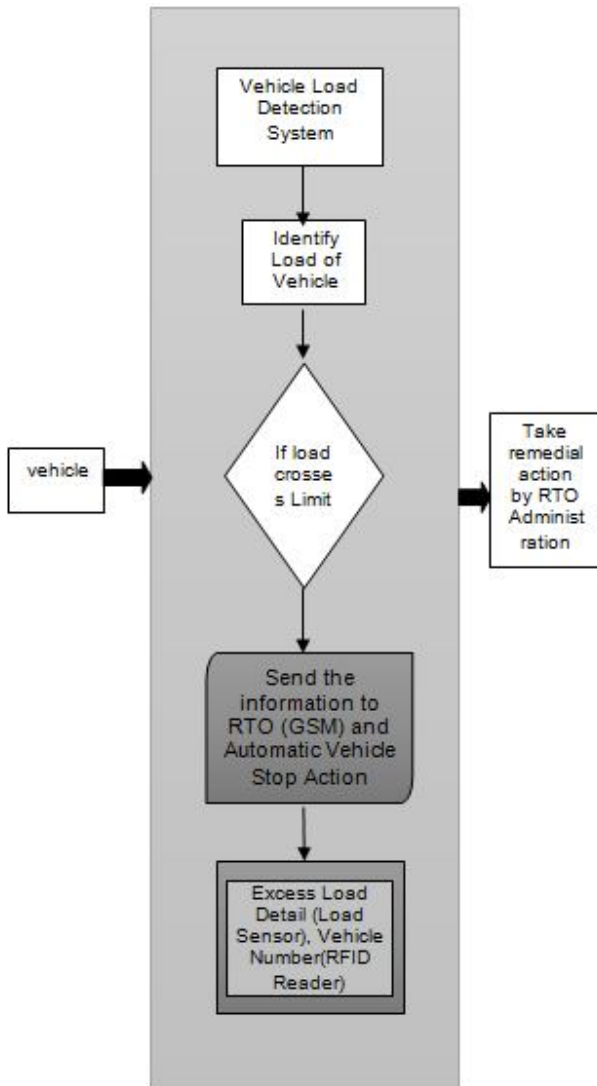 Vehicle Load
Detection
System
Identify
Load of
Vehicle
If load
crosse
s Limit
vehicle
Take
remedial
action
by RTO
Administ
ration
Send the
information to
RTO (GSM) and
Automatic Vehicle
Stop Action
Excess Load
Detail (Load
Sensor), Vehicle
Number(RFID
Reader)